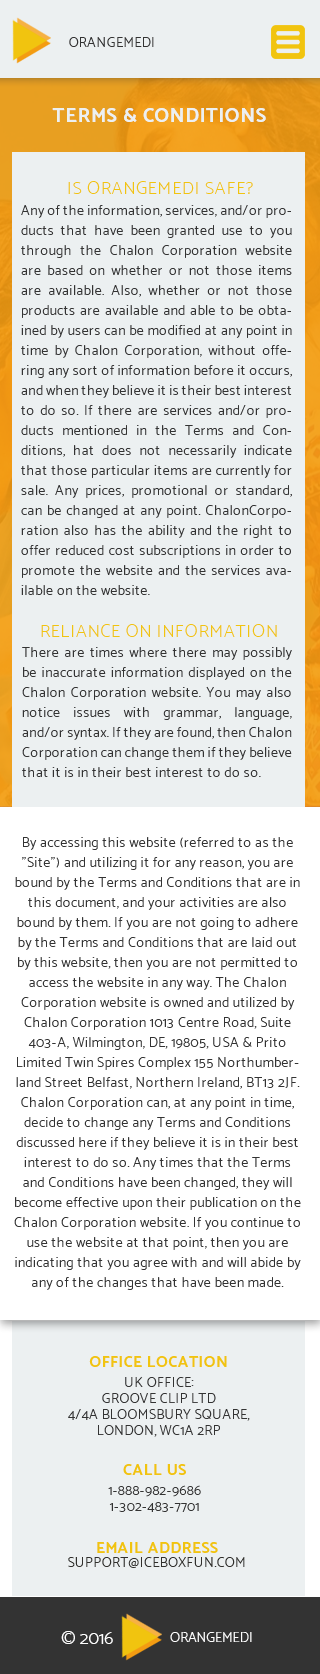 ORANGEMEDI
TERMS & CONDITIONS
IS ORANGEMEDI SAFE?
Any of the information, services, and/or pro-
ducts that have been granted use to you
through the Chalon Corporation website
are based on whether or not those items
are available. Also, whether or not those
products are available and able to be obta-
ined by users can be modified at any point in
time by Chalon Corporation, without offe-
ring any sort of information before it occurs,
and when they believe it is their best interest
to do so. If there are services and/or pro-
ducts mentioned in the Terms and Con-
ditions, hat does not necessarily indicate
that those particular items are currently for
sale. Any prices, promotional or standard,
can be changed at any point. ChalonCorpo-
ration also has the ability and the right to
offer reduced cost subscriptions in order to
promote the website and the services ava-
ilable on the website.
RELIANCE ON INFORMATION
There are times where there may possibly
be inaccurate information displayed on the
Chalon Corporation website. You may also
notice issues with grammar, language,
and/or syntax. If they are found, then Chalon
Corporation can change them if they believe
that it is in their best interest to do so.
By accessing this website (referred to as the
"Site") and utilizing it for any reason, you are
bound by the Terms and Conditions that are in
this document, and your activities are also
bound by them. If you are not going to adhere
by the Terms and Conditions that are laid out
by this website, then you are not permitted to
access the website in any way. The Chalon
Corporation website is owned and utilized by
Chalon Corporation 1013 Centre Road, Suite
403-A, Wilmington, DE, 19805, USA & Prito
Limited Twin Spires Complex 155 Northumber-
land Street Belfast, Northern Ireland, BT13 2JF.
Chalon Corporation can, at any point in time,
decide to change any Terms and Conditions
discussed here if they believe it is in their best
interest to do so. Any times that the Terms
and Conditions have been changed, they will
become effective upon their publication on the
Chalon Corporation website. If you continue to
use the website at that point, then you are
indicating that you agree with and will abide by
any of the changes that have been made.
OFFICE LOCATION
UK OFFICE:
GROOVE CLIP LTD
4/4A BLOOMSBURY SQUARE,
LONDON, WC1A 2RP
CALL US
1-888-982-9686
1-302-483-7701
EMAIL ADDRESS
SUPPORT@ICEBOXFUN.COM
© 2016 ORANGEMEDI